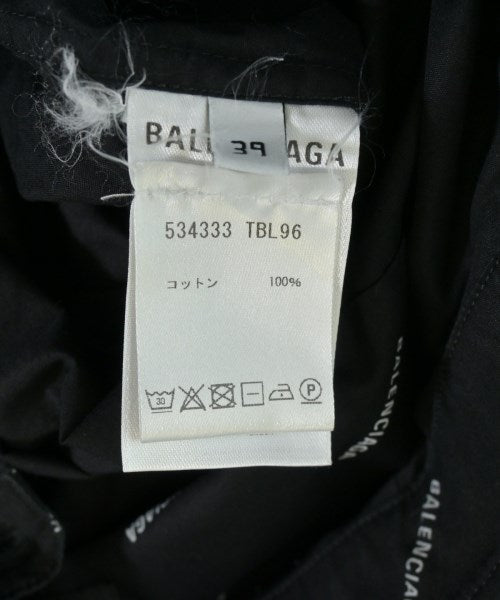 BAL AGA
39
534333 TBL96
コットン 100%
30 P
BALENCIAGA
BALENCIAGA